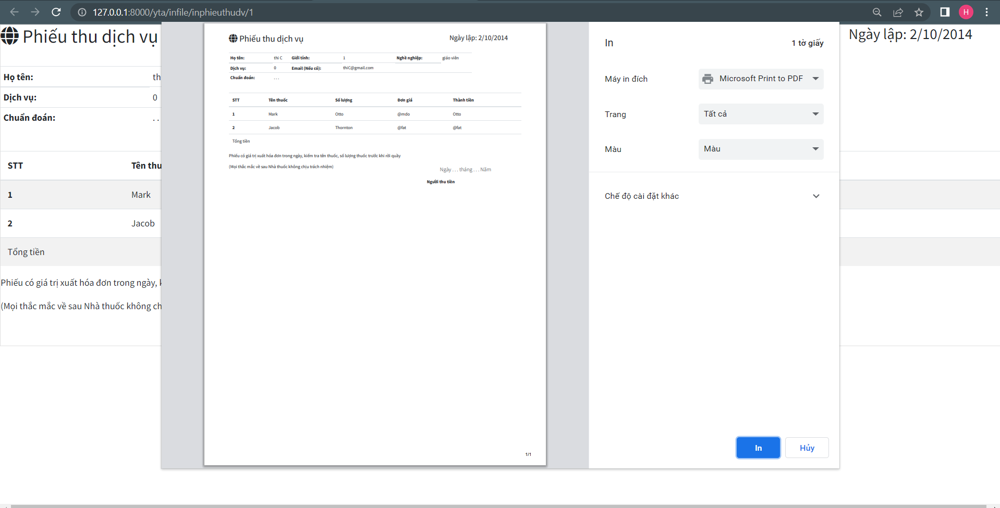 127.0.0.1:8000/yta/infile/inphieuthudv/1
H
Phiếu thu dịch vụ
Ngày lập: 2/10/2014
Họ tên: th
Dịch vụ: 0
Chuẩn đoán: . .
STT Tên thu
1 Mark
2 Jacob
Tổng tiền
Phiếu có giá trị xuất hóa đơn trong ngày, k
(Mọi thắc mắc về sau Nhà thuốc không ch
Phiếu thu dịch vụ Ngày lập: 2/10/2014
Họ tên: thi C Giới tính: 1 Nghề nghiệp: giáo viên
Dịch vụ: 0 Email (Nếu có): thiC@gmail.com
Chuẩn đoán: . . .
STT Tên thuốc Số lượng Đơn giá Thành tiền
1 Mark Otto @mdo Otto
2 Jacob Thornton @fat @fat
Tổng tiền
Phiếu có giá trị xuất hóa đơn trong ngày, kiểm tra tên thuốc, số lượng thuốc trước khi rời quầy
(Mọi thắc mắc về sau Nhà thuốc không chịu trách nhiệm)
Ngày . . . tháng . . . Năm
Người thu tiền
1/1
In 1 tờ giấy
Máy in đích Microsoft Print to PDF
Trang Tất cả
Màu Màu
Chế độ cài đặt khác
In Hủy